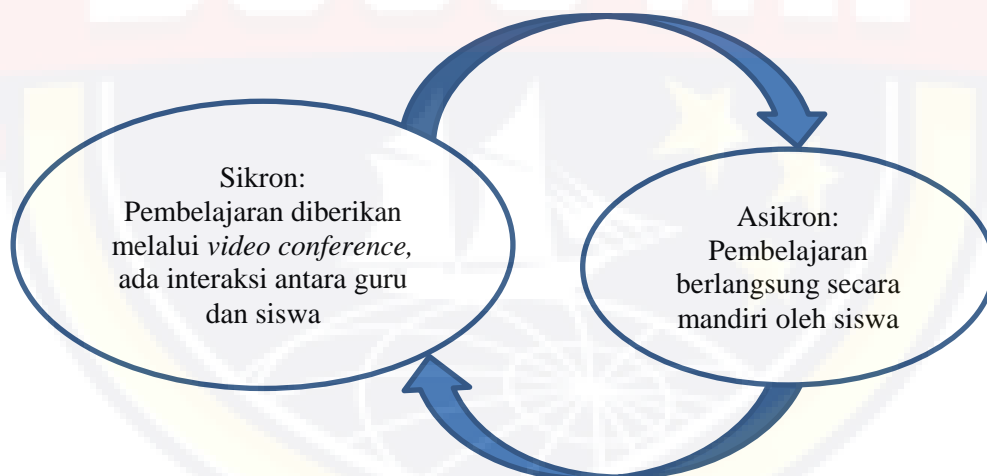 Sikron:
Pembelajaran diberikan
melalui video conference,
ada interaksi antara guru
dan siswa
Asikron:
Pembelajaran
berlangsung secara
mandiri oleh siswa